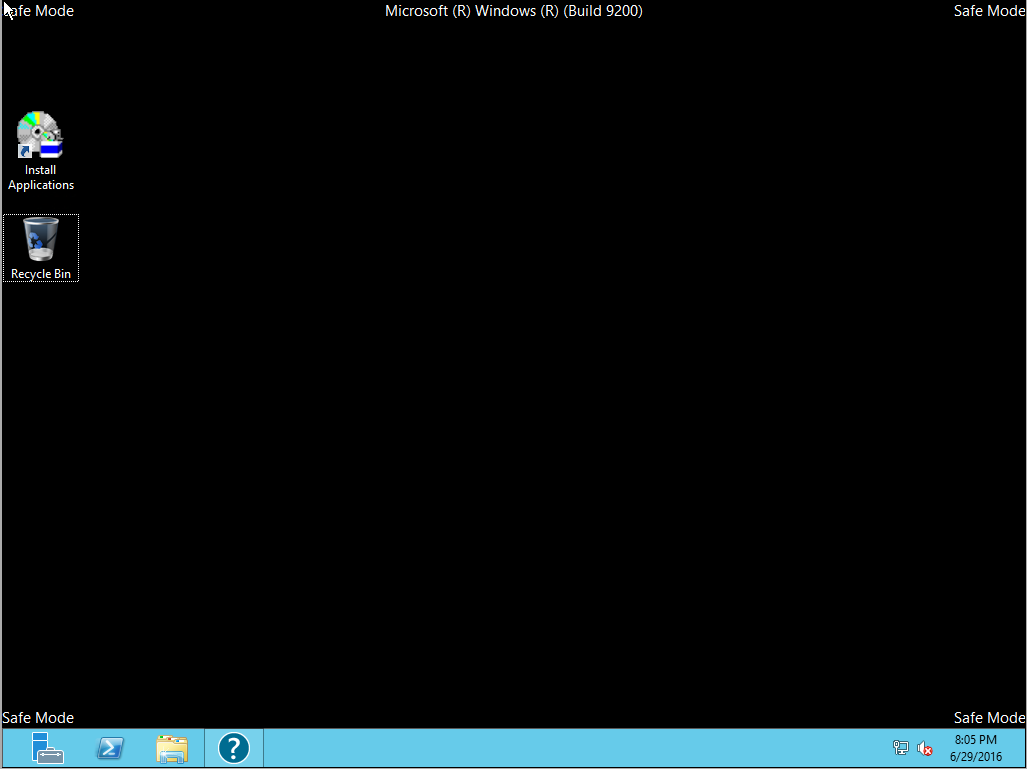 Safe Mode
Microsoft (R) Windows (R) (Build 9200)
Safe Mode
Install
Applications
Recycle Bin
Safe Mode
Safe Mode
8:05 PM
6/29/2016